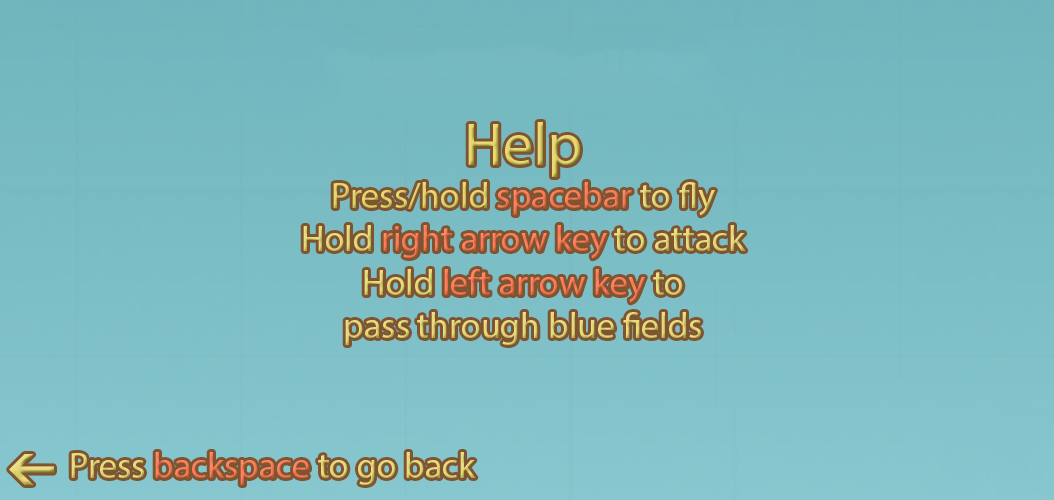 Help
Press/hold spacebar to fly
Hold right arrow key to attack
Hold left arrow key to
pass through blue fields
Press backspace to go back